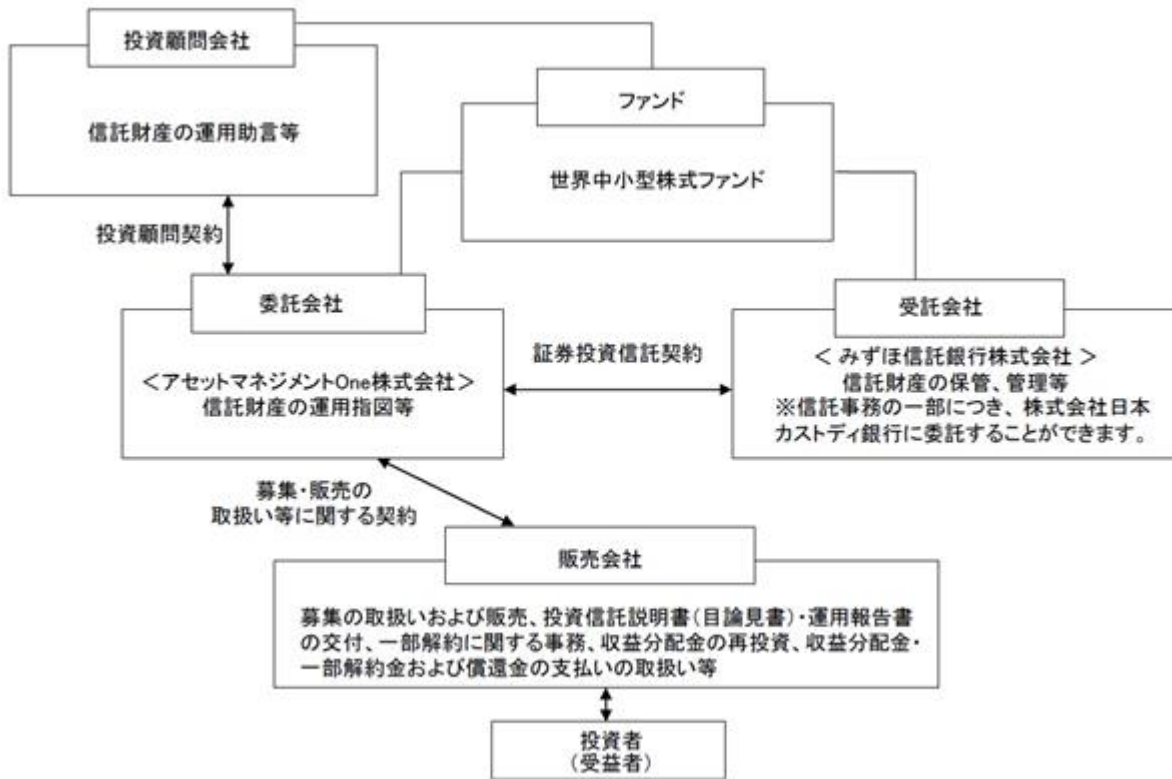 投資顧問会社
信託財産の運用助言等
ファンド
世界中小型株式ファンド
投資顧問契約
委託会社
＜アセットマネジメントOne株式会社＞
信託財産の運用指図等
証券投資信託契約
受託会社
＜ みずほ信託銀行株式会社 ＞
信託財産の保管、管理等
※信託事務の一部につき、株式会社日本
カストディ銀行に委託することができます。
募集・販売の
取扱い等に関する契約
販売会社
募集の取扱いおよび販売、投資信託説明書（目論見書）・運用報告書
の交付、一部解約に関する事務、収益分配金の再投資、収益分配金・
一部解約金および償還金の支払いの取扱い等
投資者
（受益者）